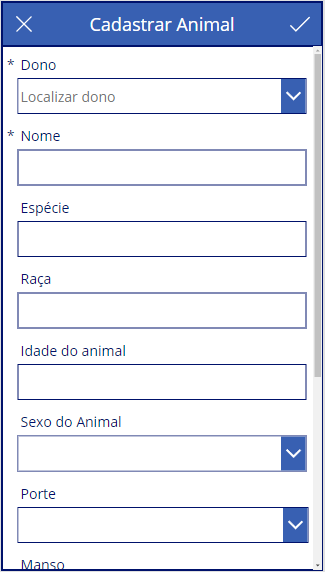 Cadastrar Animal
* Dono
Localizar dono
* Nome
Espécie
Raça
Idade do animal
Sexo do Animal
Porte
Manso